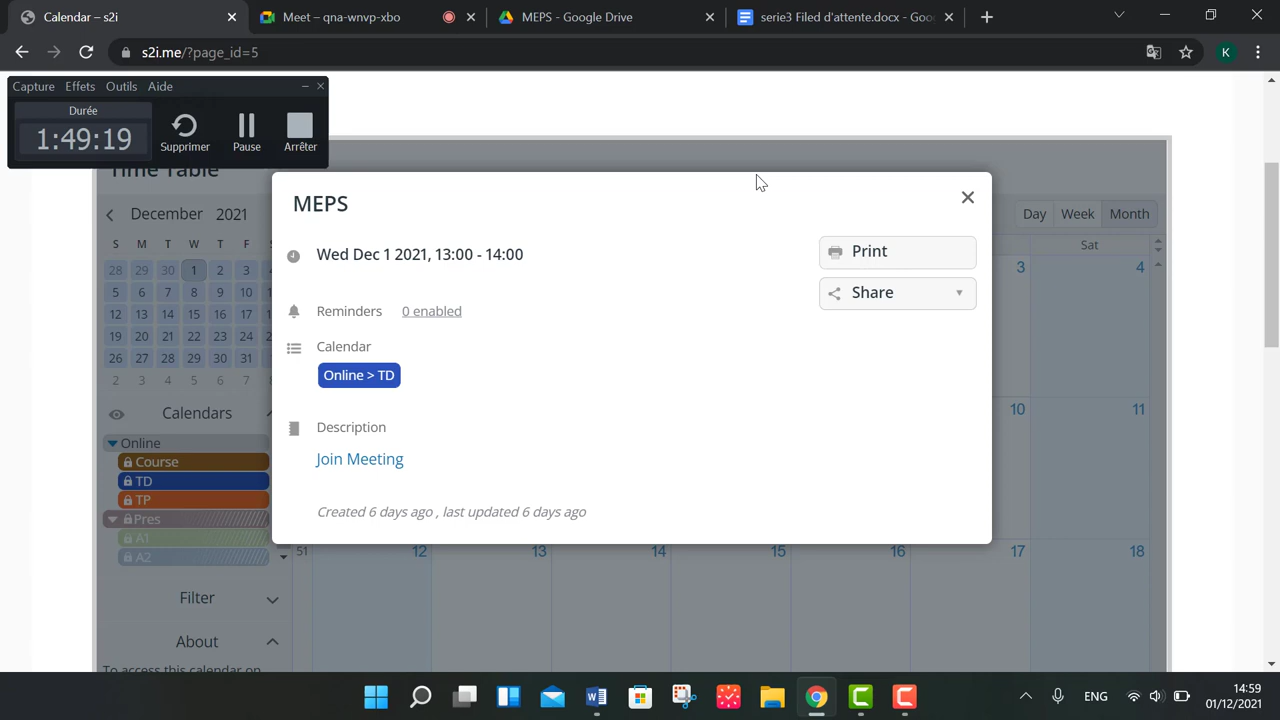 Calendar – s2i
Meet – qna-wnvp-xbo
MEPS - Google Drive
serie3 Filed d'attente.docx - Goo
s2i.me/?page_id=5
K
Capture Effets Outils Aide
Durée
1:49:19
Supprimer
Pause
Arrêter
Time Table
December 2021
Day Week Month
S M T W T F
Sat
28 29 30 1 2 3
5 6 7 8 9 10
12 13 14 15 16 17
19 20 21 22 23 24
26 27 28 29 30 31
2 3 4 5 6 7
Calendars
Online
Course
TD
TP
Pres
A1
A2
Filter
About
To access this calendar on
MEPS
Wed Dec 1 2021, 13:00 - 14:00
Print
Share
Reminders 0 enabled
Calendar
Online > TD
Description
Join Meeting
Created 6 days ago , last updated 6 days ago
3 4
10 11
51 12 13 14 15 16 17 18
ENG
14:59
01/12/2021